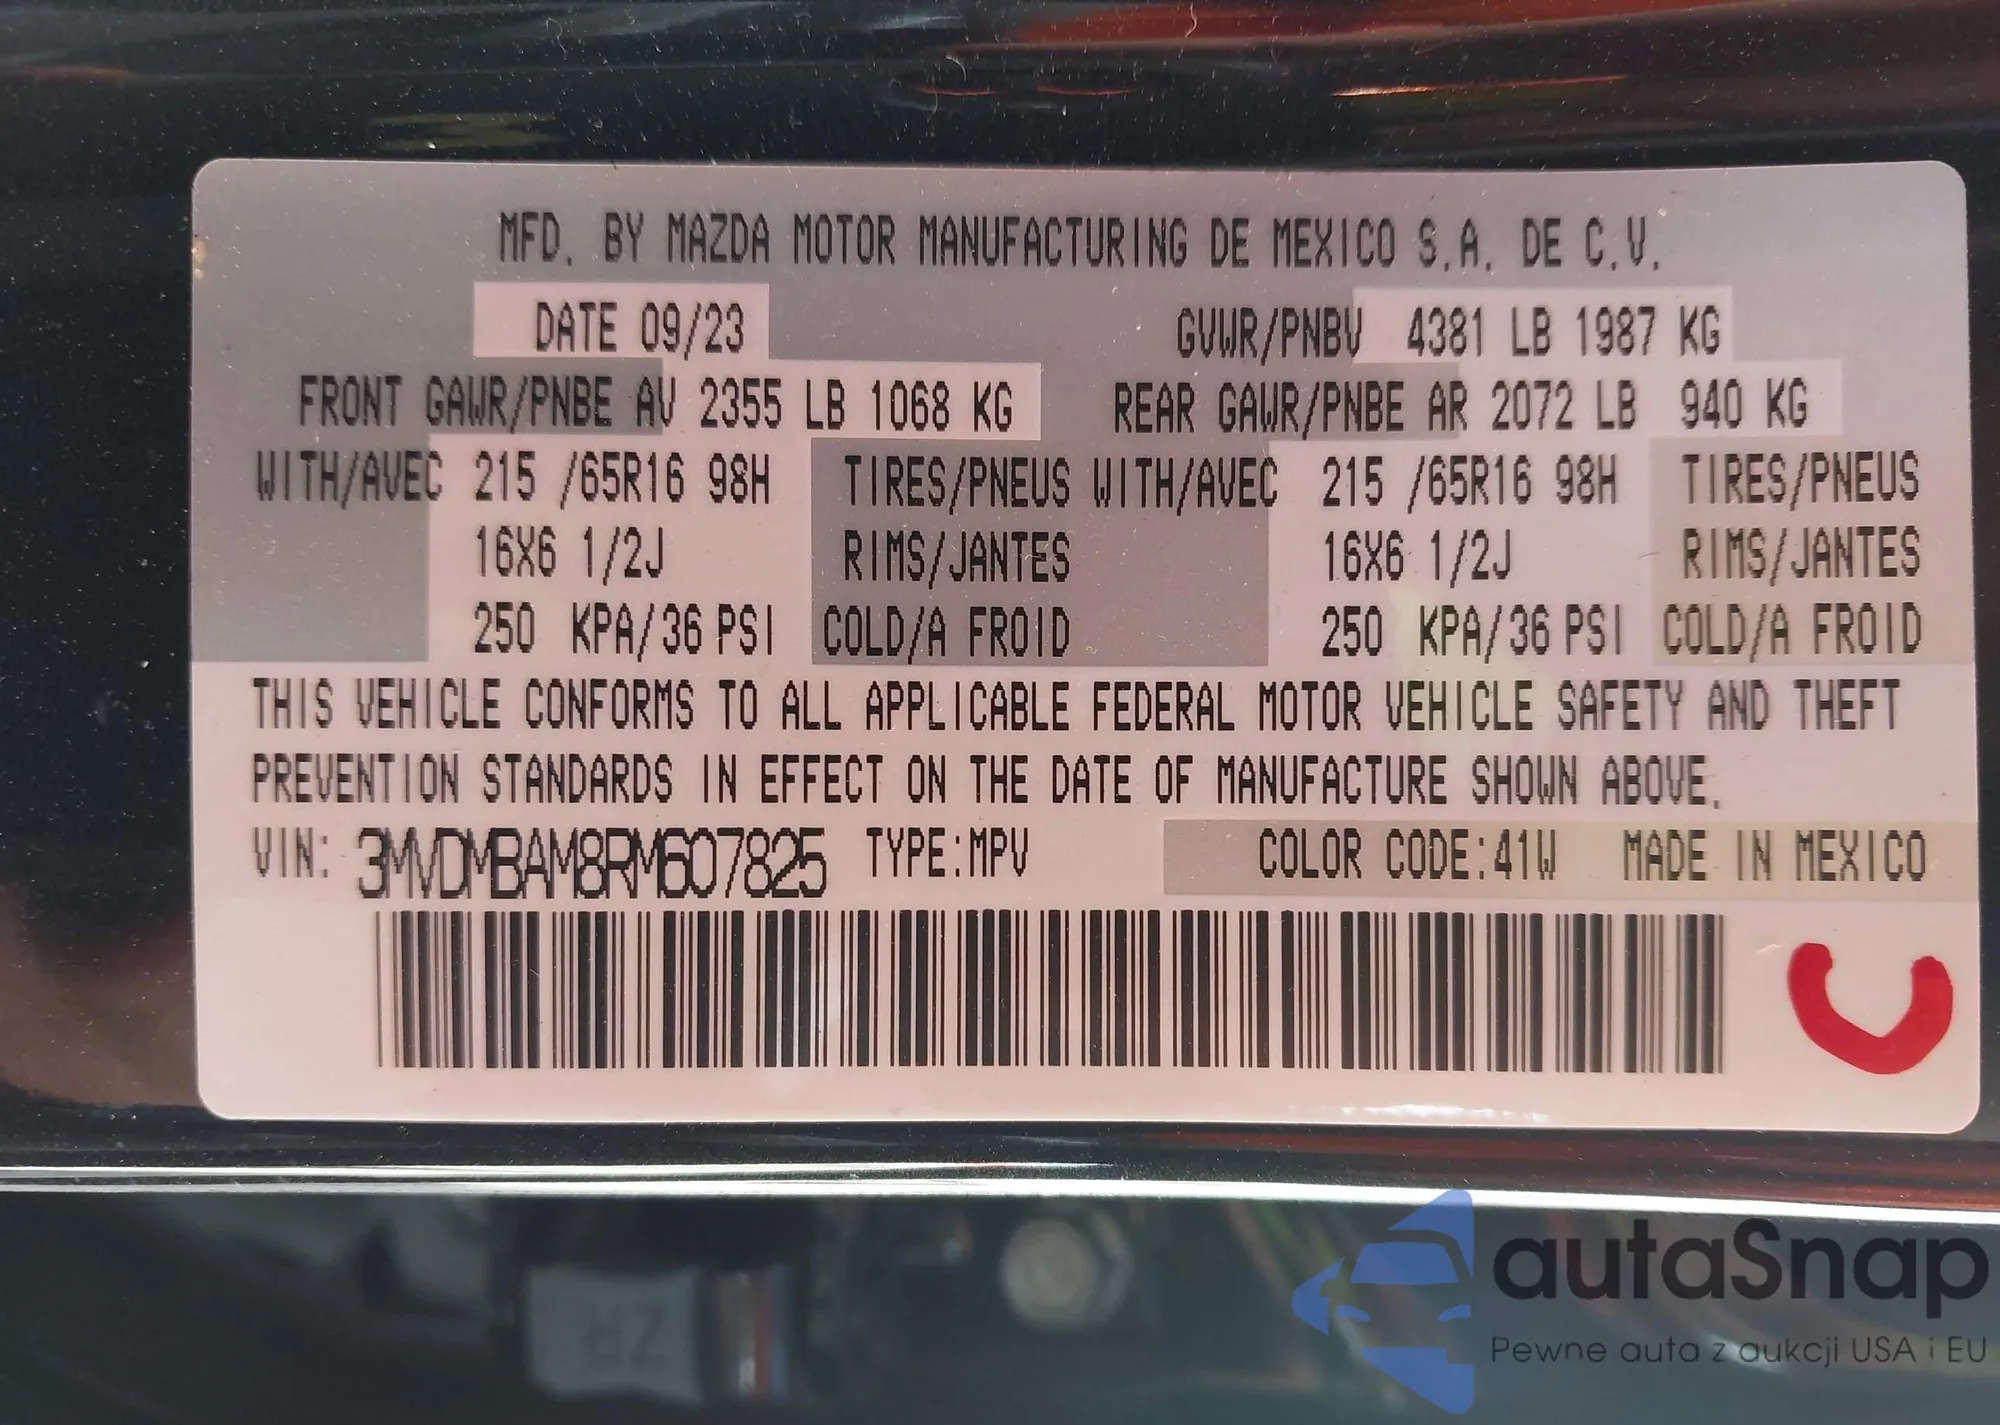 MFD. BY MAZDA MOTOR MANUFACTURING DE MEXICO S.A. DE C.V.
DATE 09/23 GVWR/PNBV 4381 LB 1987 KG
FRONT GAWR/PNBE AV 2355 LB 1068 KG REAR GAWR/PNBE AR 2072 LB 940 KG
WITH/AVEC 215 /65R16 98H TIRES/PNEUS WITH/AVEC 215 /65R16 98H TIRES/PNEUS
16X6 1/2J RIMS/JANTES 16X6 1/2J RIMS/JANTES
250 KPA/36 PSI COLD/A FROID 250 KPA/36 PSI COLD/A FROID
THIS VEHICLE CONFORMS TO ALL APPLICABLE FEDERAL MOTOR VEHICLE SAFETY AND THEFT
PREVENTION STANDARDS IN EFFECT ON THE DATE OF MANUFACTURE SHOWN ABOVE.
VIN: 3MVDMBAM8RM607825 TYPE:MPV COLOR CODE:41W MADE IN MEXICO
autaSnap
Pewne auta z aukcji USA i EU